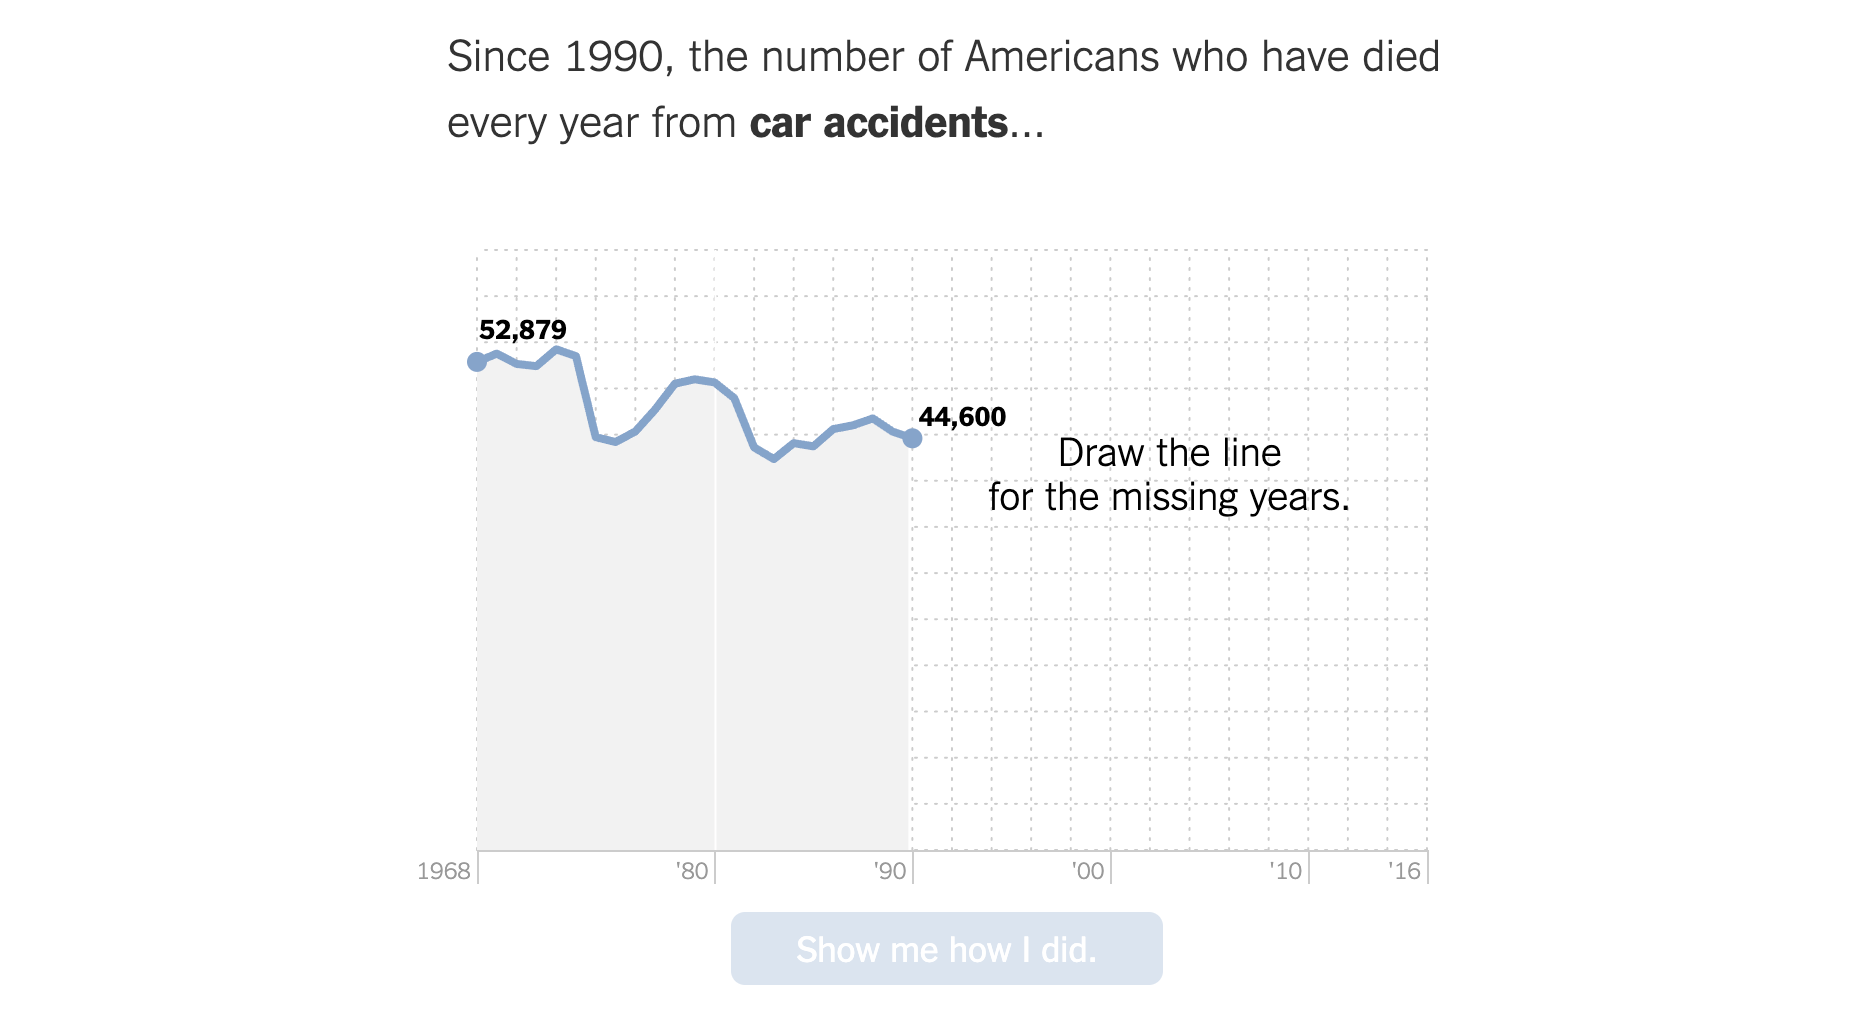 Since 1990, the number of Americans who have died
every year from car accidents...
52,879
44,600
Draw the line
for the missing years.
1968
'80
'90
'00
'10
'16
Show me how I did.